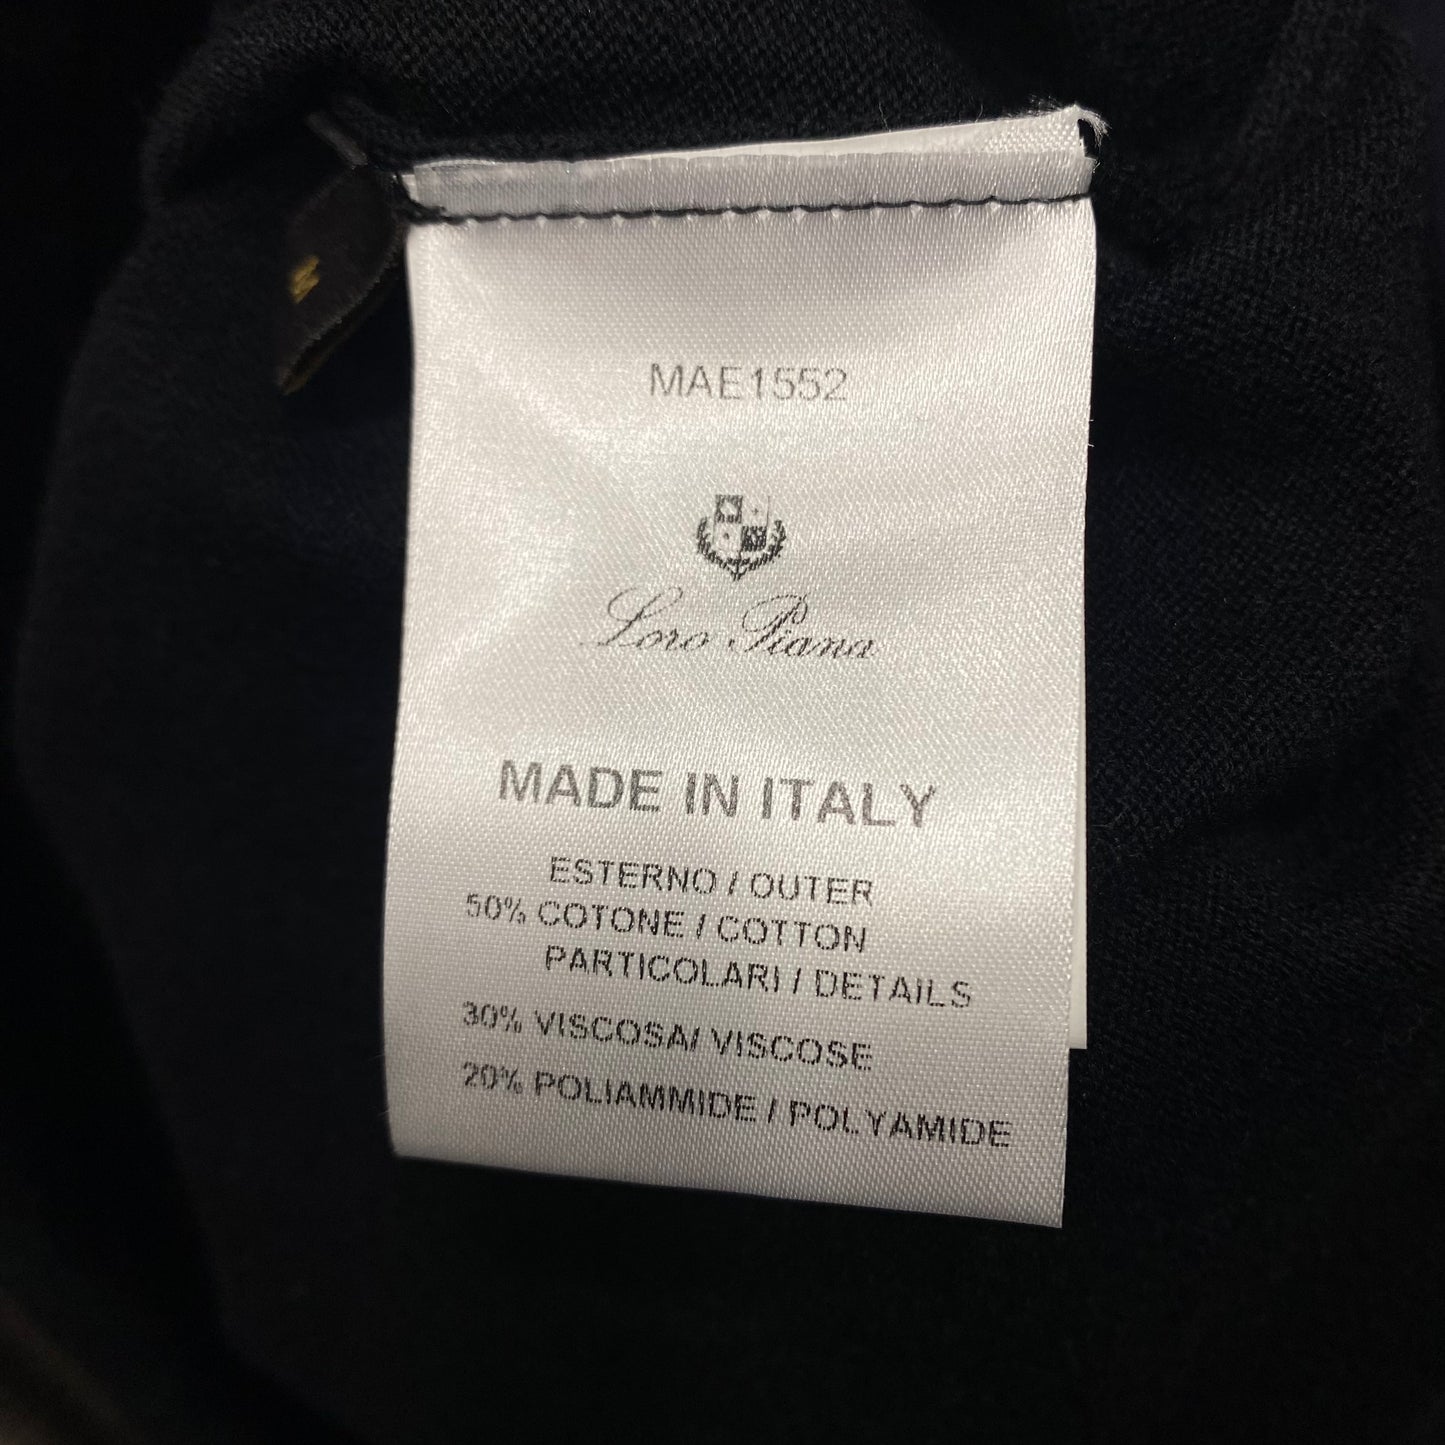 MAE1552
Loro Piana
MADE IN ITALY
ESTERNO / OUTER
50% COTONE / COTTON
PARTICOLARI / DETAILS
30% VISCOSA/ VISCOSE
20% POLIAMMIDE / POLYAMIDE